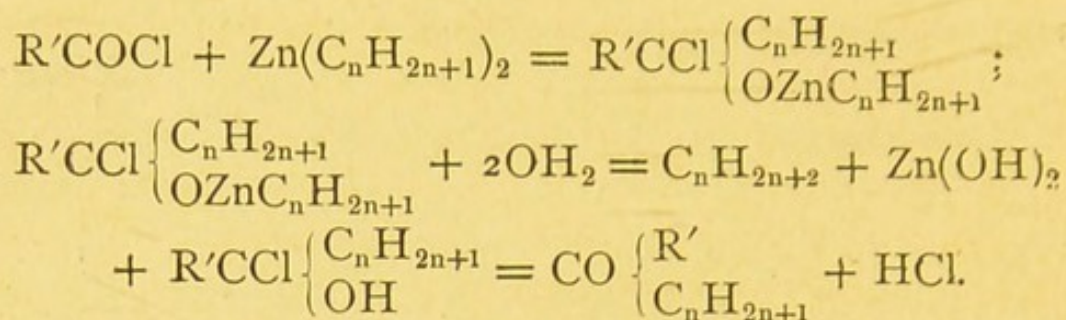 R′COCl + Zn(CₙH₂ₙ₊₁)₂ = R′CCl{CₙH₂ₙ₊₁ OZnCₙH₂ₙ₊₁;
R′CCl{CₙH₂ₙ₊₁ OZnCₙH₂ₙ₊₁ + 2OH₂ = CₙH₂ₙ₊₂ + Zn(OH)₂
+ R′CCl{CₙH₂ₙ₊₁ OH = CO{R′ CₙH₂ₙ₊₁ + HCl.